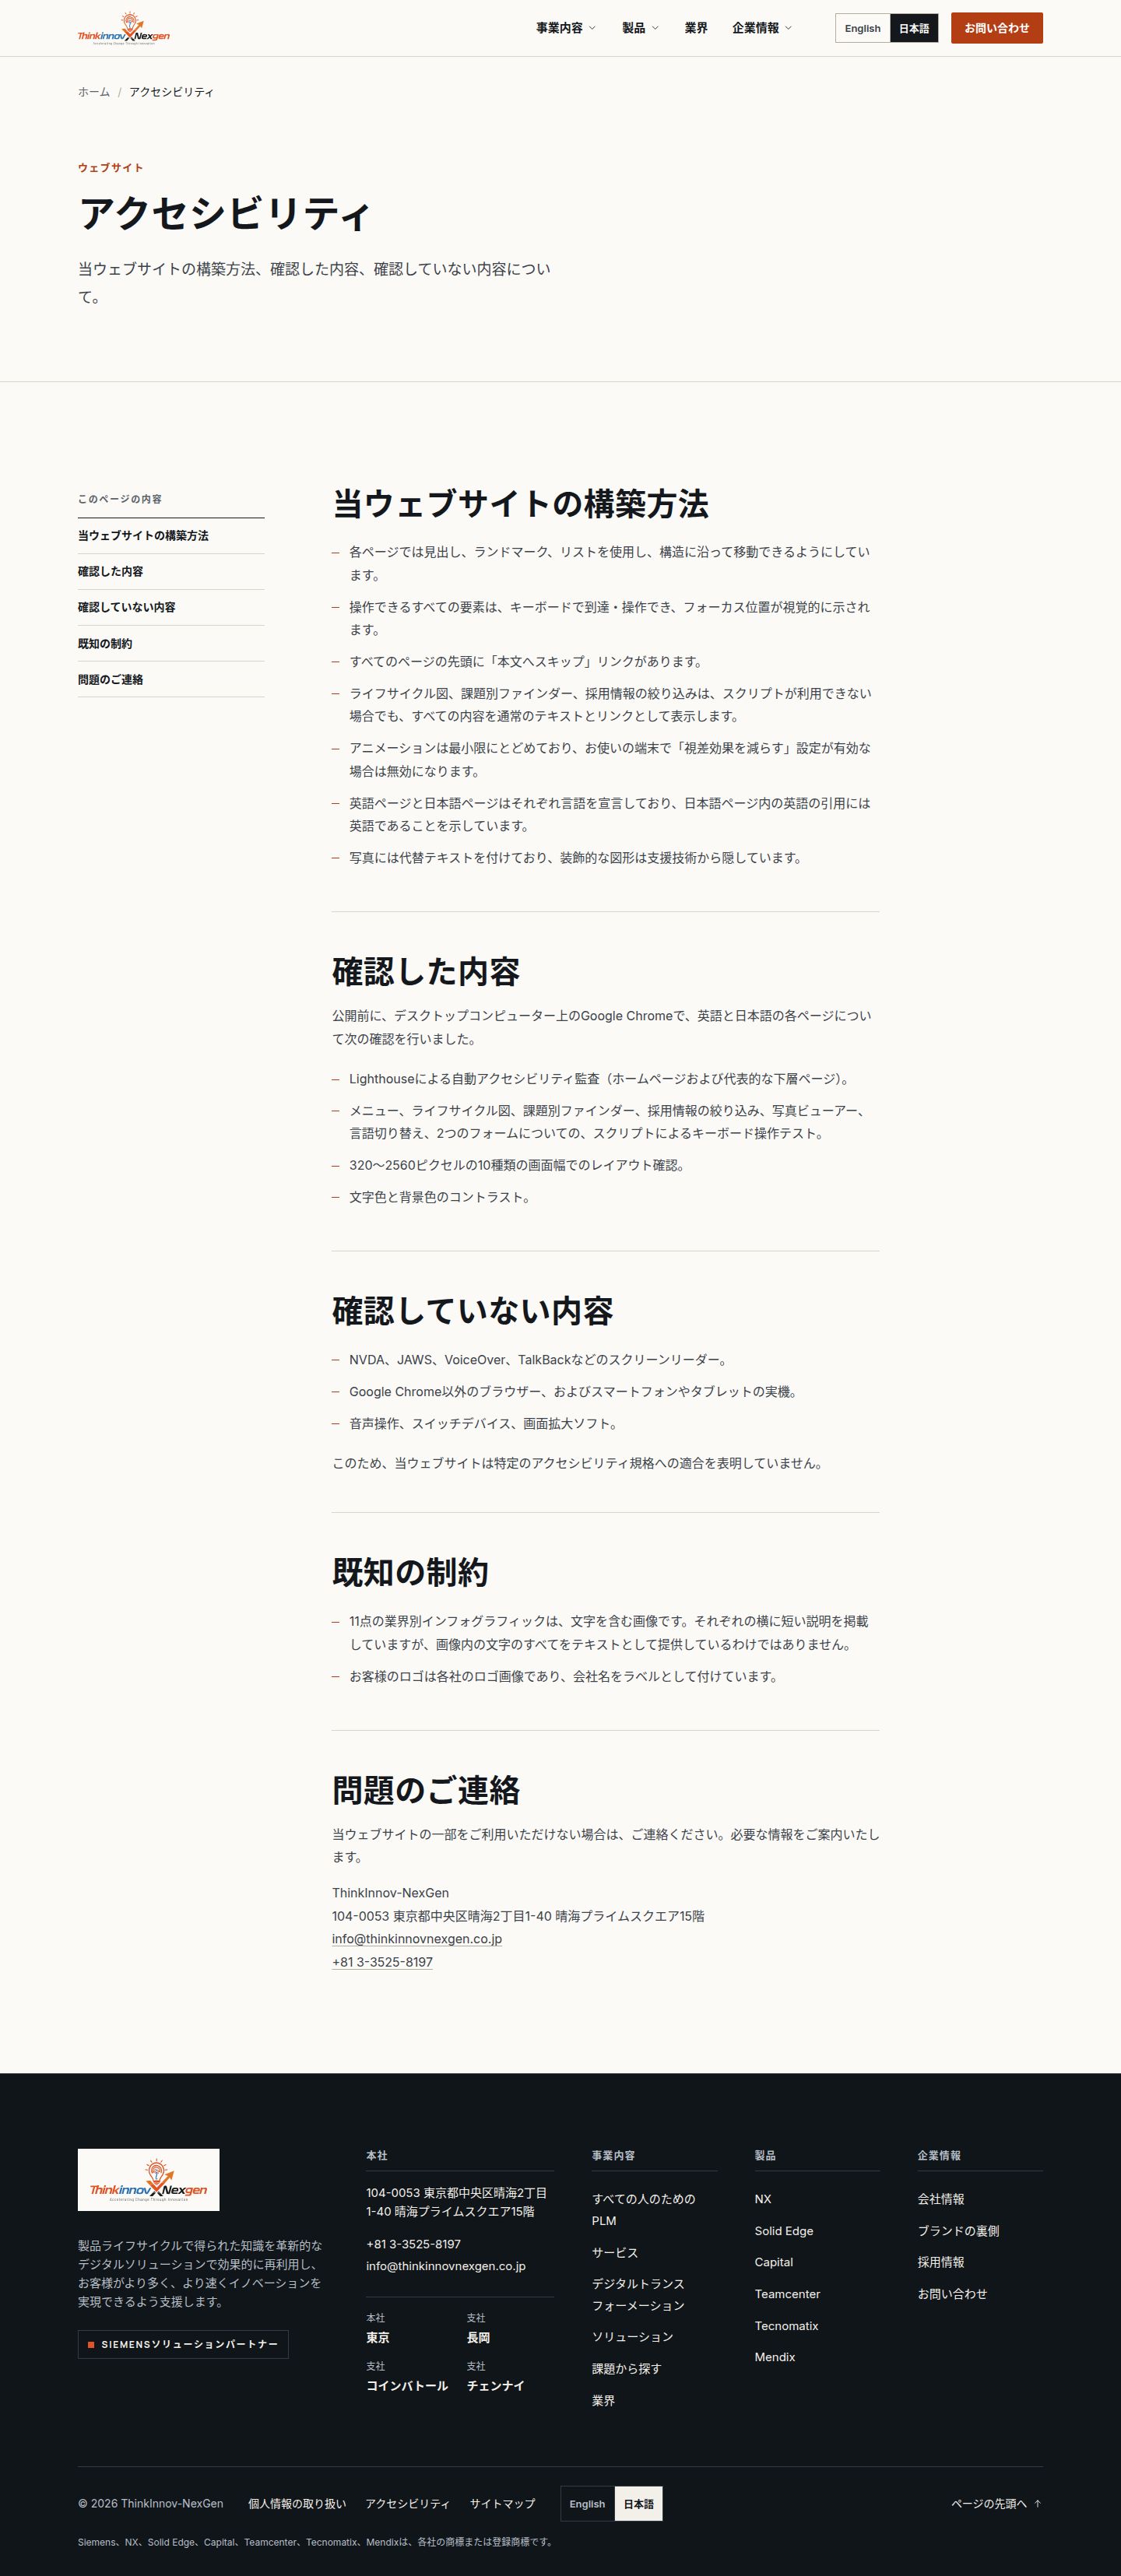 Thinkinnov Nexgen
Accelerating Change Through Innovation
事業内容
製品
業界
企業情報
English
日本語
お問い合わせ
ホーム / アクセシビリティ
ウェブサイト
アクセシビリティ
当ウェブサイトの構築方法、確認した内容、確認していない内容につい
て。
このページの内容
当ウェブサイトの構築方法
確認した内容
確認していない内容
既知の制約
問題のご連絡
当ウェブサイトの構築方法
各ページでは見出し、ランドマーク、リストを使用し、構造に沿って移動できるようにしてい
ます。
操作できるすべての要素は、キーボードで到達・操作でき、フォーカス位置が視覚的に示され
ます。
すべてのページの先頭に「本文へスキップ」リンクがあります。
ライフサイクル図、課題別ファインダー、採用情報の絞り込みは、スクリプトが利用できない
場合でも、すべての内容を通常のテキストとリンクとして表示します。
アニメーションは最小限にとどめており、お使いの端末で「視差効果を減らす」設定が有効な
場合は無効になります。
英語ページと日本語ページはそれぞれ言語を宣言しており、日本語ページ内の英語の引用には
英語であることを示しています。
写真には代替テキストを付けており、装飾的な図形は支援技術から隠しています。
確認した内容
公開前に、デスクトップコンピューター上のGoogle Chromeで、英語と日本語の各ページについ
て次の確認を行いました。
Lighthouseによる自動アクセシビリティ監査（ホームページおよび代表的な下層ページ）。
メニュー、ライフサイクル図、課題別ファインダー、採用情報の絞り込み、写真ビューアー、
言語切り替え、2つのフォームについての、スクリプトによるキーボード操作テスト。
320〜2560ピクセルの10種類の画面幅でのレイアウト確認。
文字色と背景色のコントラスト。
確認していない内容
NVDA、JAWS、VoiceOver、TalkBackなどのスクリーンリーダー。
Google Chrome以外のブラウザー、およびスマートフォンやタブレットの実機。
音声操作、スイッチデバイス、画面拡大ソフト。
このため、当ウェブサイトは特定のアクセシビリティ規格への適合を表明していません。
既知の制約
11点の業界別インフォグラフィックは、文字を含む画像です。それぞれの横に短い説明を掲載
していますが、画像内の文字のすべてをテキストとして提供しているわけではありません。
お客様のロゴは各社のロゴ画像であり、会社名をラベルとして付けています。
問題のご連絡
当ウェブサイトの一部をご利用いただけない場合は、ご連絡ください。必要な情報をご案内いたし
ます。
ThinkInnov-NexGen
104-0053 東京都中央区晴海2丁目1-40 晴海プライムスクエア15階
info@thinkinnovnexgen.co.jp
+81 3-3525-8197
Thinkinnov Nexgen
Accelerating Change Through Innovation
製品ライフサイクルで得られた知識を革新的な
デジタルソリューションで効果的に再利用し、
お客様がより多く、より速くイノベーションを
実現できるよう支援します。
SIEMENSソリューションパートナー
本社
104-0053 東京都中央区晴海2丁目
1-40 晴海プライムスクエア15階
+81 3-3525-8197
info@thinkinnovnexgen.co.jp
本社
東京
支社
長岡
支社
コインバトール
支社
チェンナイ
事業内容
すべての人のための
PLM
サービス
デジタルトランス
フォーメーション
ソリューション
課題から探す
業界
製品
NX
Solid Edge
Capital
Teamcenter
Tecnomatix
Mendix
企業情報
会社情報
ブランドの裏側
採用情報
お問い合わせ
© 2026 ThinkInnov-NexGen
個人情報の取り扱い
アクセシビリティ
サイトマップ
English
日本語
ページの先頭へ ↑
Siemens、NX、Solid Edge、Capital、Teamcenter、Tecnomatix、Mendixは、各社の商標または登録商標です。